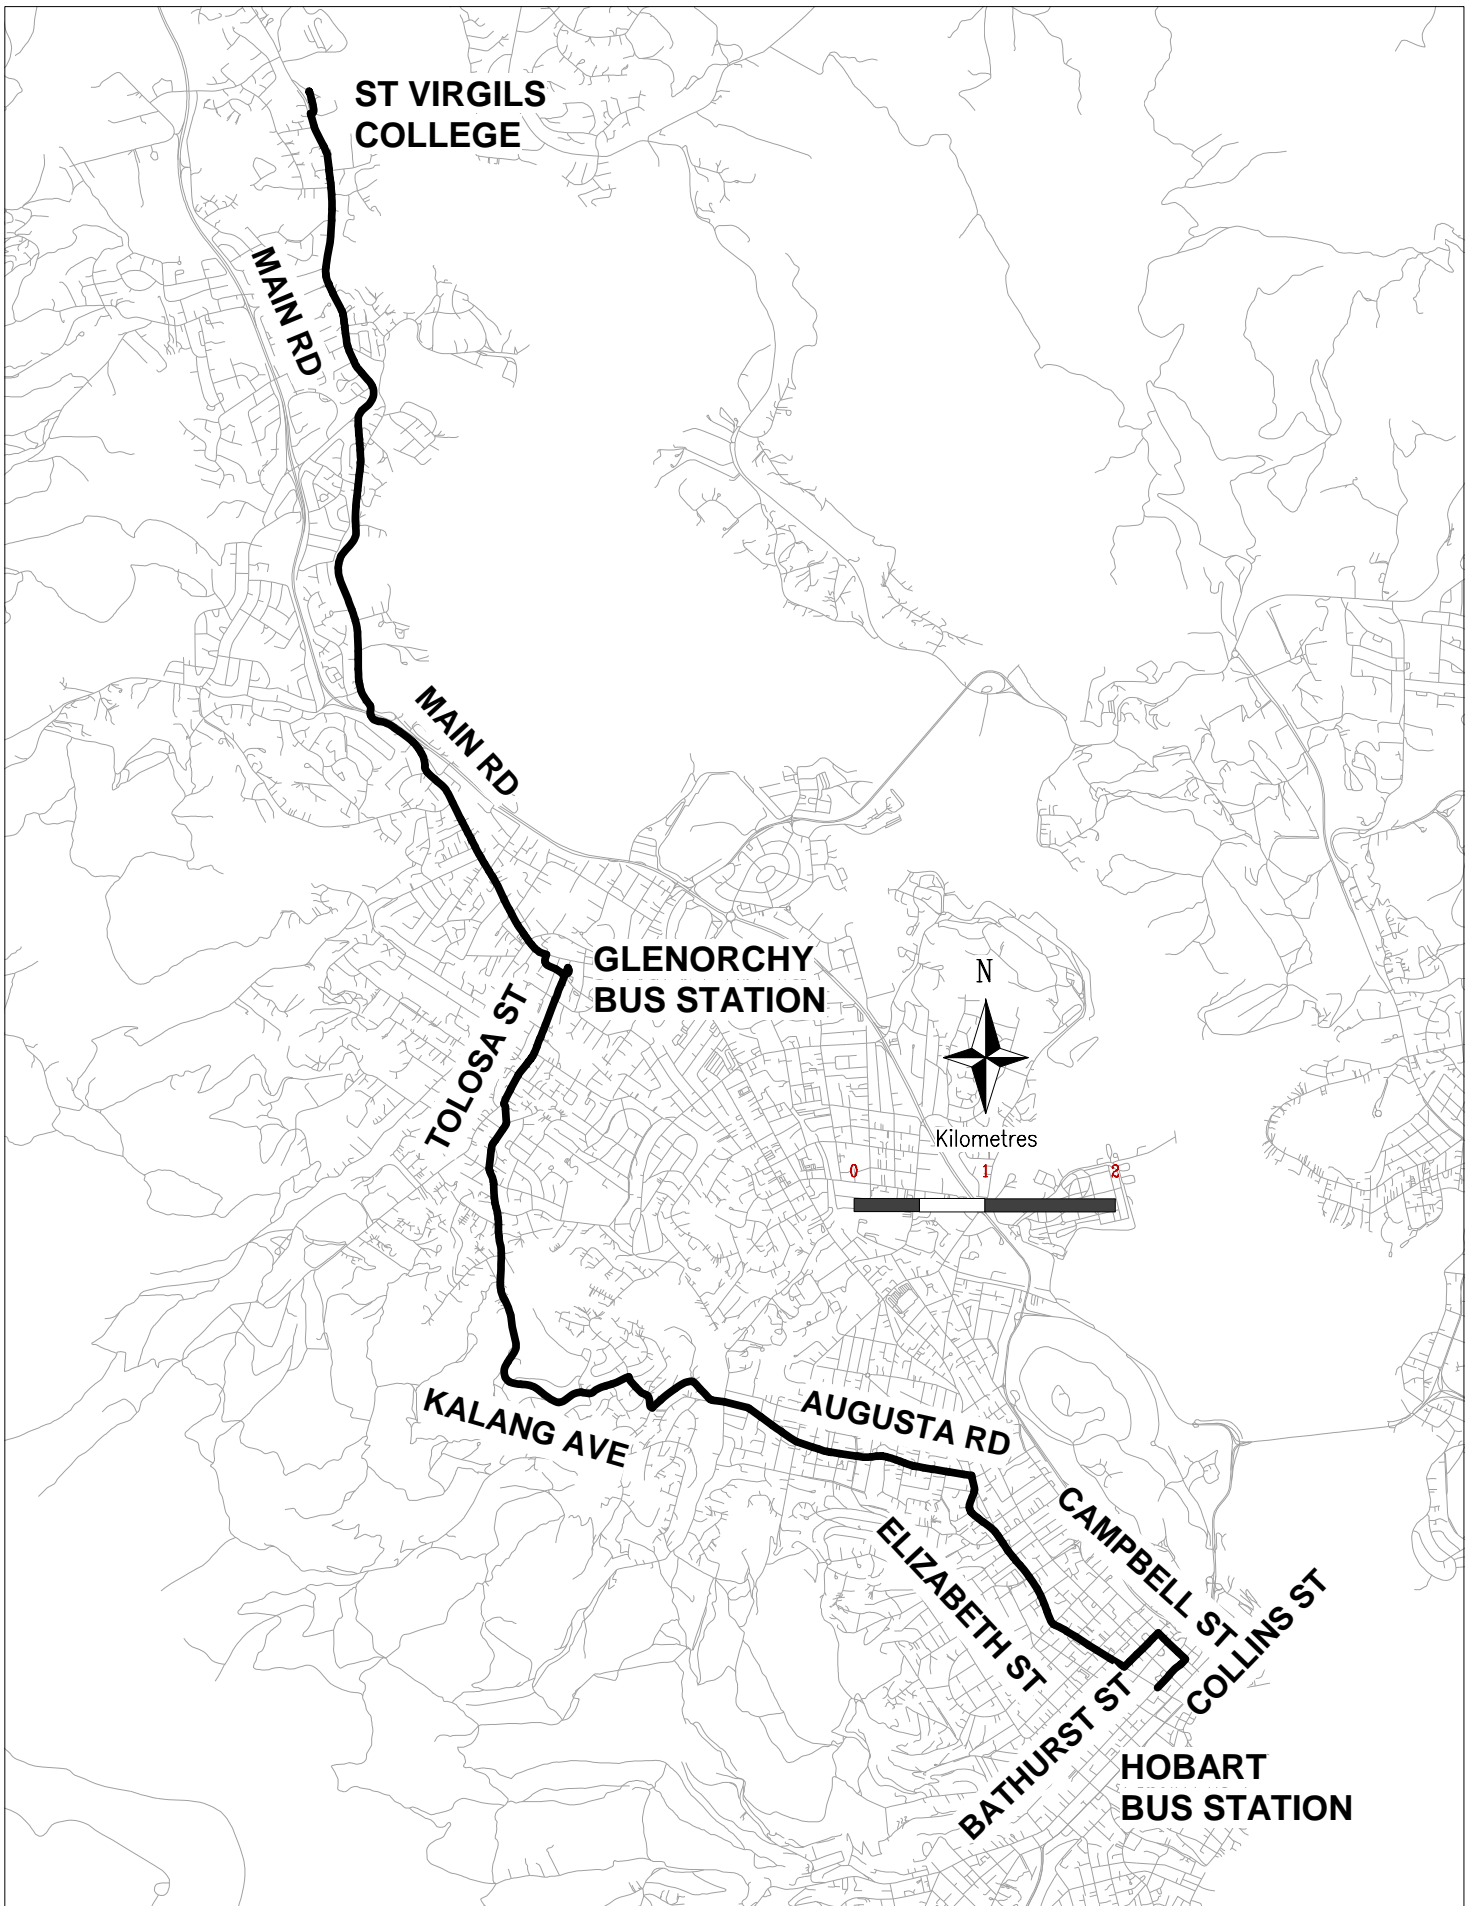 ST VIRGILS
COLLEGE
MAIN RD
MAIN RD
GLENORCHY
BUS STATION
N
TOLOSA ST
Kilometres
0 1 2
KALANG AVE
AUGUSTA RD
CAMPBELL ST
ELIZABETH ST
COLLINS ST
BATHURST ST
HOBART
BUS STATION